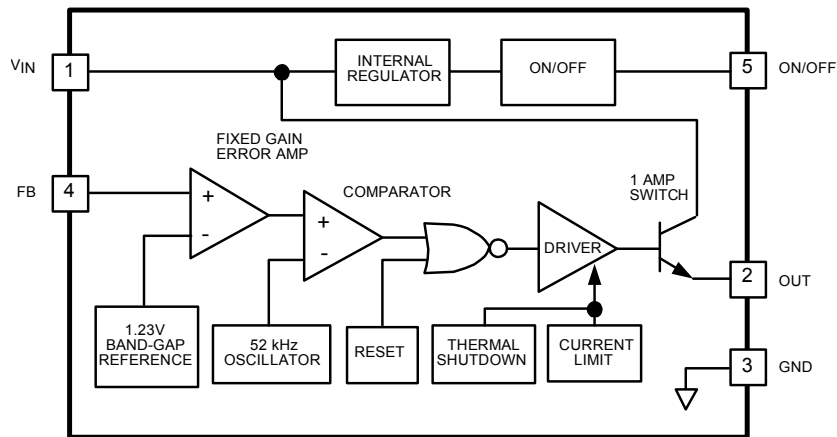 VIN
1
INTERNAL
REGULATOR
ON/OFF
5
ON/OFF
FIXED GAIN
ERROR AMP
FB
4
+
-
COMPARATOR
+
-
1 AMP
SWITCH
DRIVER
2
OUT
1.23V
BAND-GAP
REFERENCE
52 kHz
OSCILLATOR
RESET
THERMAL
SHUTDOWN
CURRENT
LIMIT
3
GND